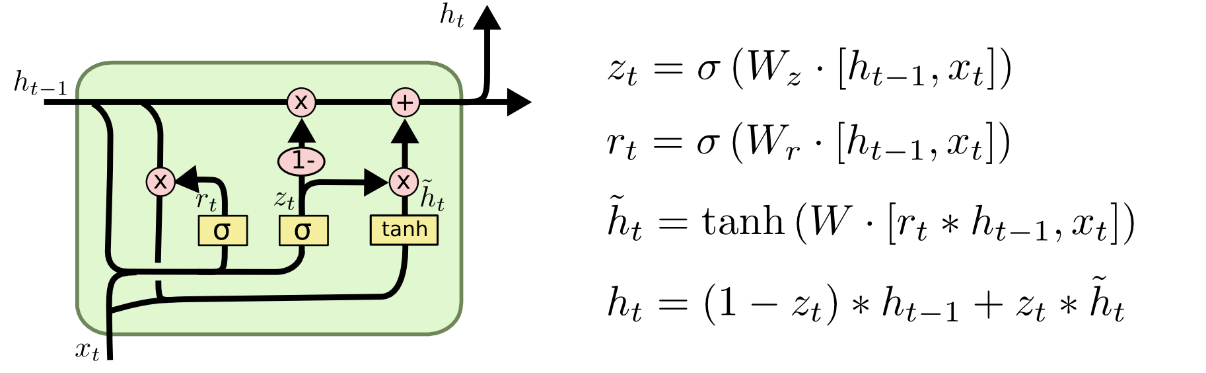 h_t
h_{t-1}
x +
1-
x r_t z_t x h̃_t
σ σ tanh
x_t
z_t = σ (W_z · [h_{t-1}, x_t])
r_t = σ (W_r · [h_{t-1}, x_t])
h̃_t = tanh (W · [r_t * h_{t-1}, x_t])
h_t = (1 − z_t) * h_{t-1} + z_t * h̃_t